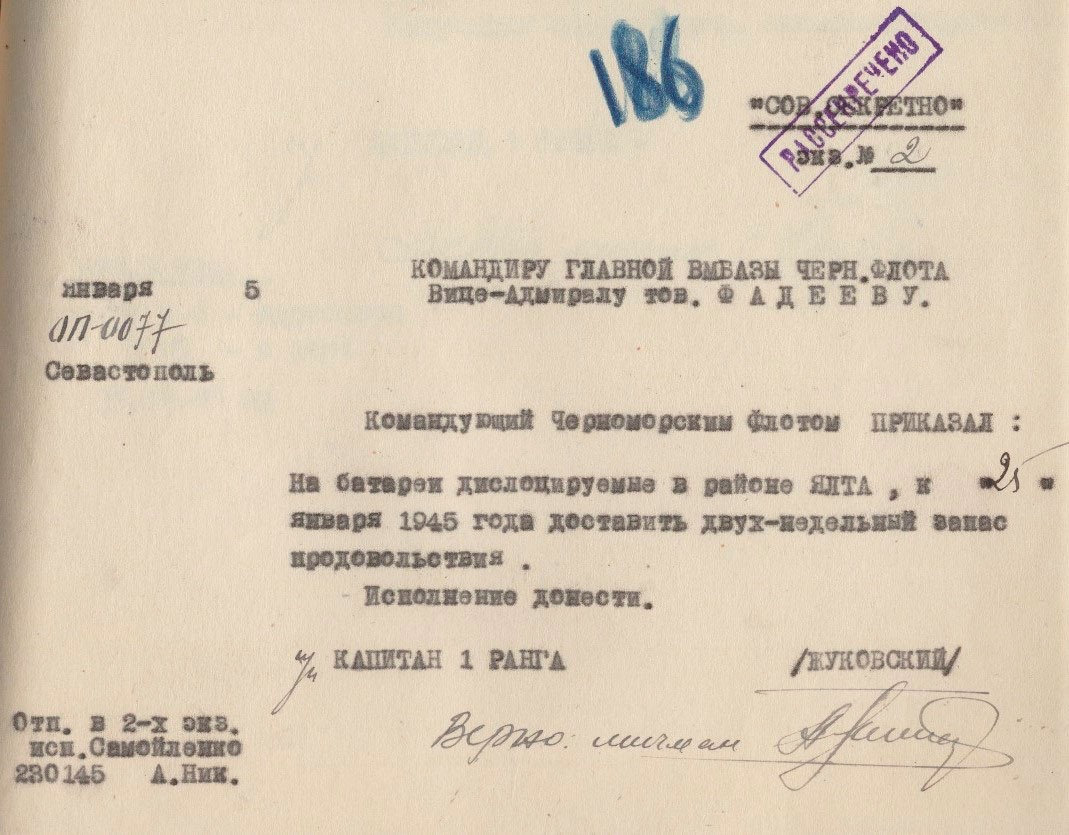 186
"СОВ.СЕКРЕТНО"
РАССЕКРЕЧЕНО
экз.№ 2
КОМАНДИРУ ГЛАВНОЙ ВМБАЗЫ ЧЕРН.ФЛОТА
Вице-Адмиралу тов. Ф А Д Е Е В У.
января 5
ОП-0077
Севастополь
Командующий Черноморским Флотом ПРИКАЗАЛ :
На батареи дислоцируемые в районе ЯЛТА , к "25"
января 1945 года доставить двух-недельный запас
продовольствия .
Исполнение донести.
КАПИТАН 1 РАНГА /ЖУКОВСКИЙ/
Верно: мичман
Отп. в 2-х экз.
исп.Самойленко
230145 А.Ник.